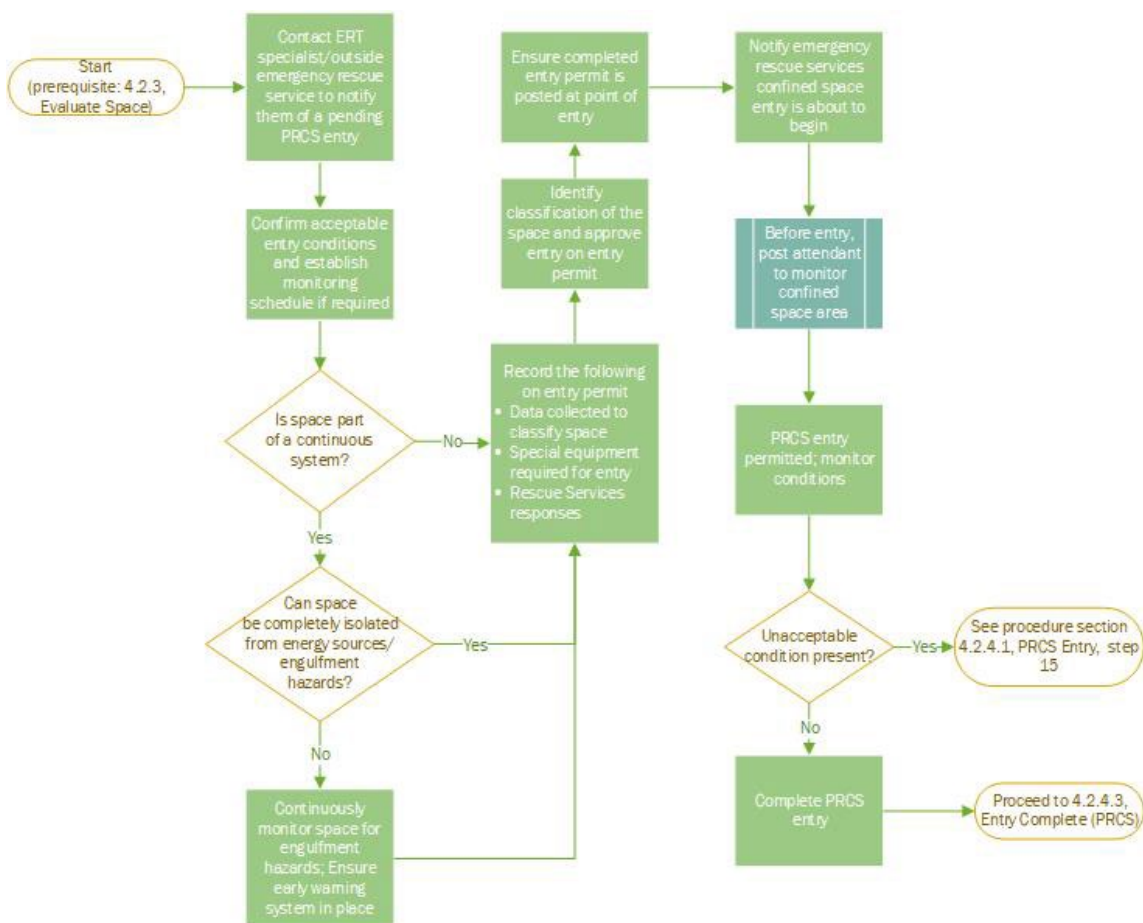 Start
(prerequisite: 4.2.3,
Evaluate Space)
Contact ERT
specialist/outside
emergency rescue
service to notify
them of a pending
PRCS entry
Confirm acceptable
entry conditions
and establish
monitoring
schedule if required
Is space part
of a continuous
system?
No
Yes
Can space
be completely isolated
from energy sources/
engulfment
hazards?
Yes
No
Continuously
monitor space for
engulfment
hazards; Ensure
early warning
system in place
Record the following
on entry permit
• Data collected to
classify space
• Special equipment
required for entry
• Rescue Services
responses
Identify
classification of the
space and approve
entry on entry
permit
Ensure completed
entry permit is
posted at point of
entry
Notify emergency
rescue services
confined space
entry is about to
begin
Before entry,
post attendant
to monitor
confined
space area
PRCS entry
permitted; monitor
conditions
Unacceptable
condition present?
Yes
See procedure section
4.2.4.1, PRCS Entry, step
15
No
Complete PRCS
entry
Proceed to 4.2.4.3,
Entry Complete (PRCS)